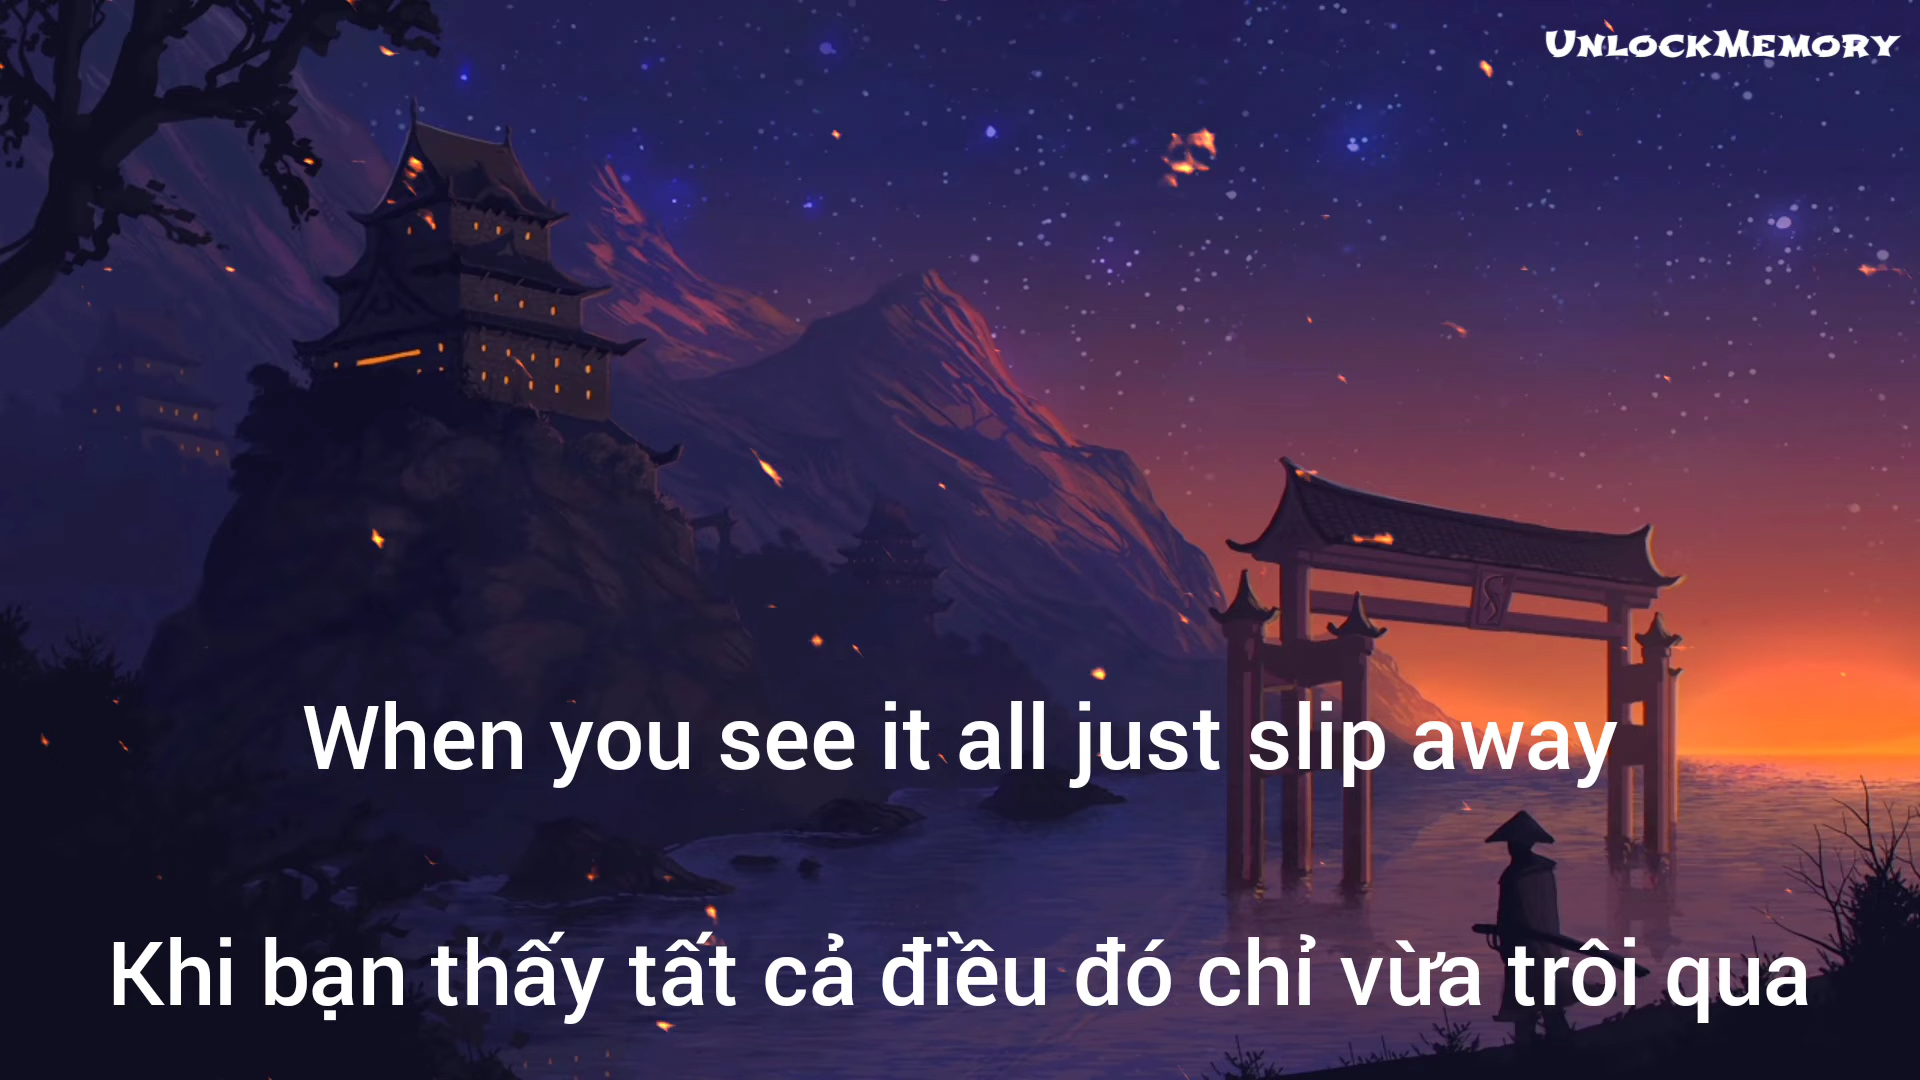 UnlockMemory
When you see it all just slip away
Khi bạn thấy tất cả điều đó chỉ vừa trôi qua